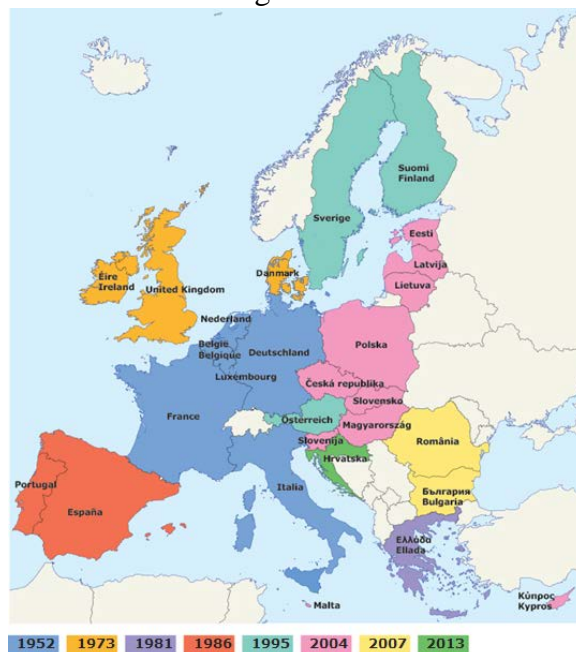 Suomi
Finland
Sverige
Eesti
Latvija
Lietuva
Danmark
Éire
Ireland
United Kingdom
Nederland
België
Belgique
Deutschland
Polska
Luxembourg
Česká republika
Slovensko
France
Österreich
Magyarország
Slovenija
Hrvatska
România
Italia
Portugal
España
България
Bulgaria
Ελλάδα
Ellada
Malta
Κύπρος
Kypros
1952 1973 1981 1986 1995 2004 2007 2013